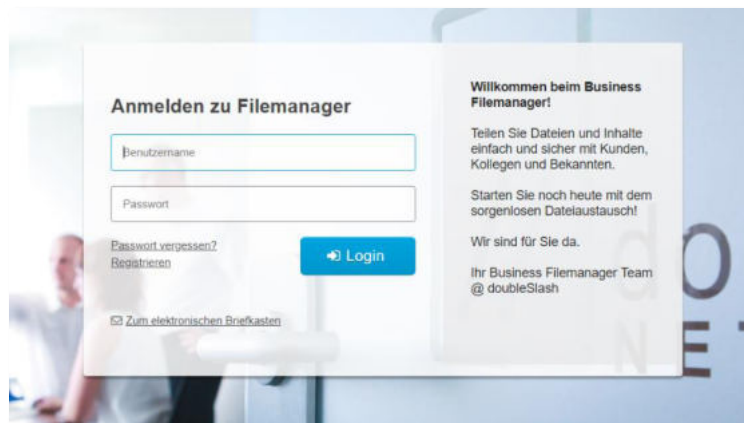 Anmelden zu Filemanager
Benutzername
Passwort
Passwort vergessen?
Registrieren
Login
Zum elektronischen Briefkasten
Willkommen beim Business
Filemanager!
Teilen Sie Dateien und Inhalte
einfach und sicher mit Kunden,
Kollegen und Bekannten.
Starten Sie noch heute mit dem
sorgenlosen Dateiaustausch!
Wir sind für Sie da.
Ihr Business Filemanager Team
@ doubleSlash